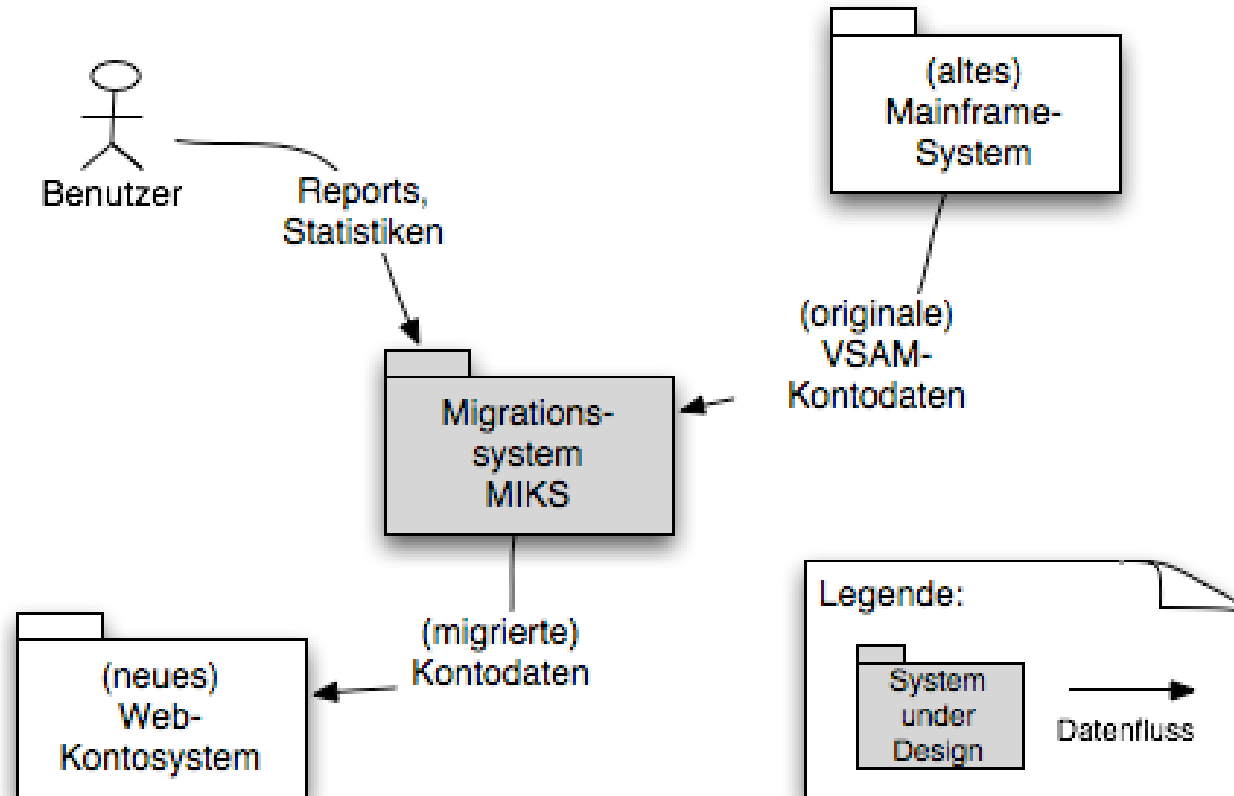 Benutzer
Reports,
Statistiken
(altes)
Mainframe-
System
(originale)
VSAM-
Kontodaten
Migrations-
system
MIKS
(migrierte)
Kontodaten
(neues)
Web-
Kontosystem
Legende:
System
under
Design
Datenfluss